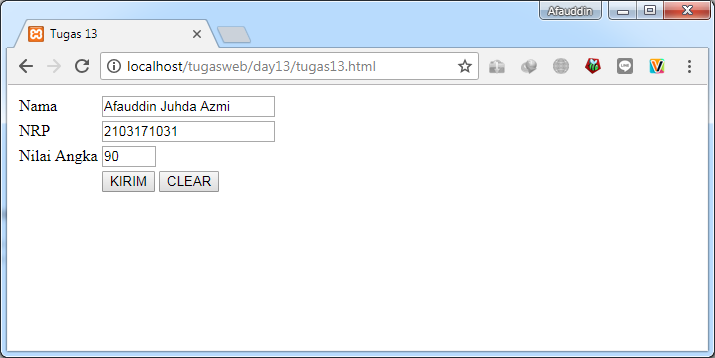 Afauddin
Tugas 13
localhost/tugasweb/day13/tugas13.html
Nama Afauddin Juhda Azmi
NRP 2103171031
Nilai Angka 90
KIRIM CLEAR